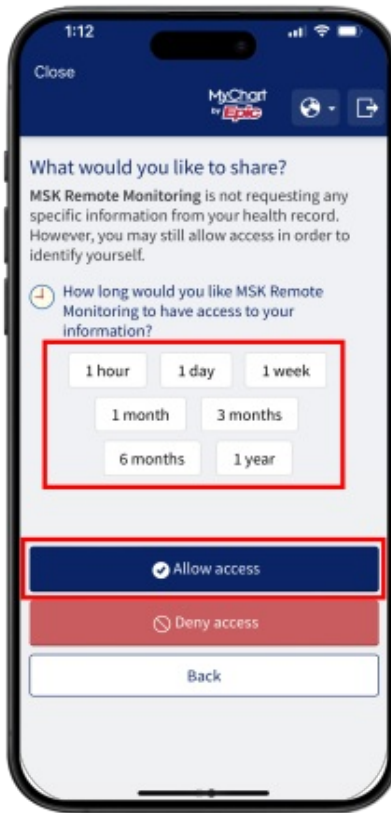 1:12
Close
MyChart
by Epic
What would you like to share?
MSK Remote Monitoring is not requesting any
specific information from your health record.
However, you may still allow access in order to
identify yourself.
How long would you like MSK Remote
Monitoring to have access to your
information?
1 hour 1 day 1 week
1 month 3 months
6 months 1 year
Allow access
Deny access
Back